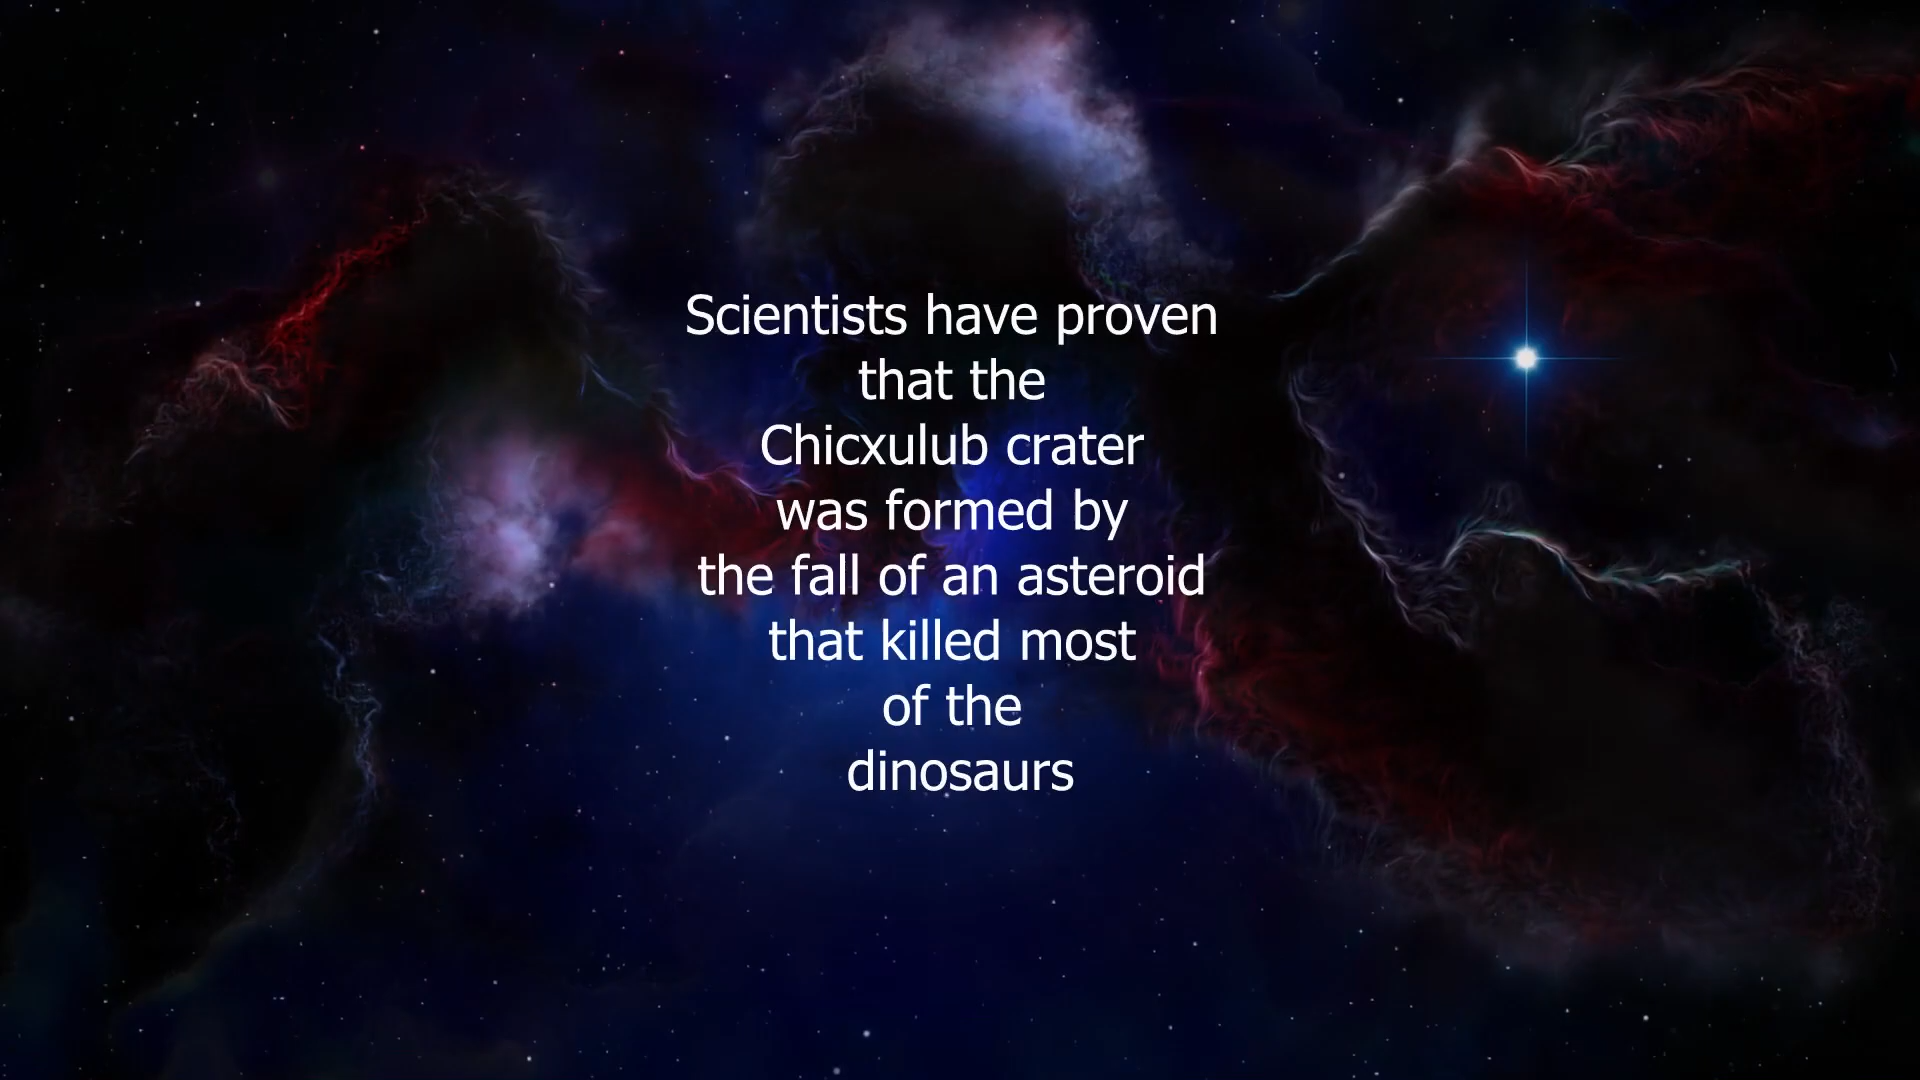 Scientists have proven
that the
Chicxulub crater
was formed by
the fall of an asteroid
that killed most
of the
dinosaurs